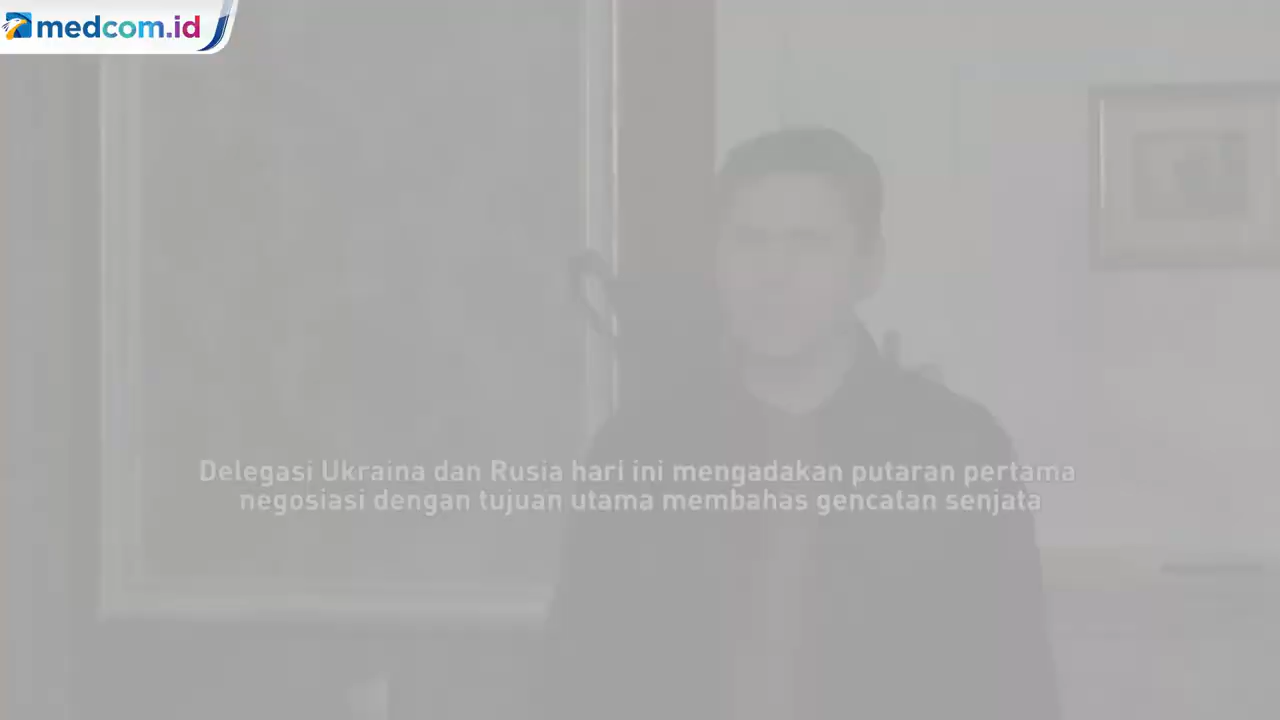 medcom.id
Delegasi Ukraina dan Rusia hari ini mengadakan putaran pertama
negosiasi dengan tujuan utama membahas gencatan senjata